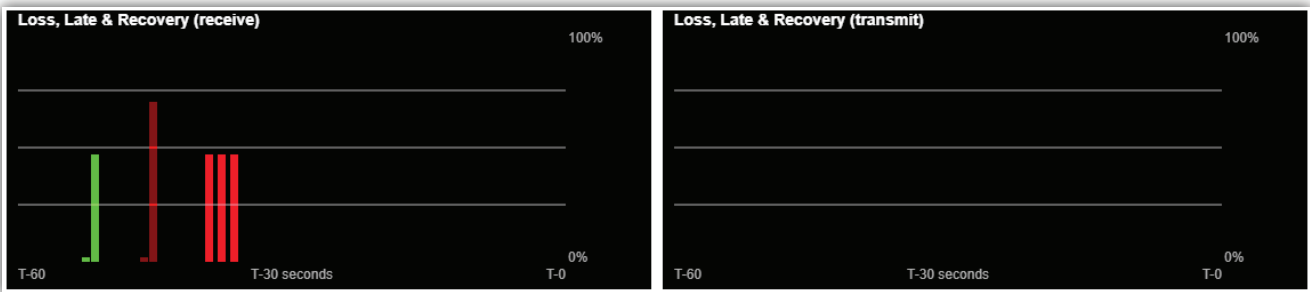 Loss, Late & Recovery (receive)
100%
0%
T-60 T-30 seconds T-0
Loss, Late & Recovery (transmit)
100%
0%
T-60 T-30 seconds T-0